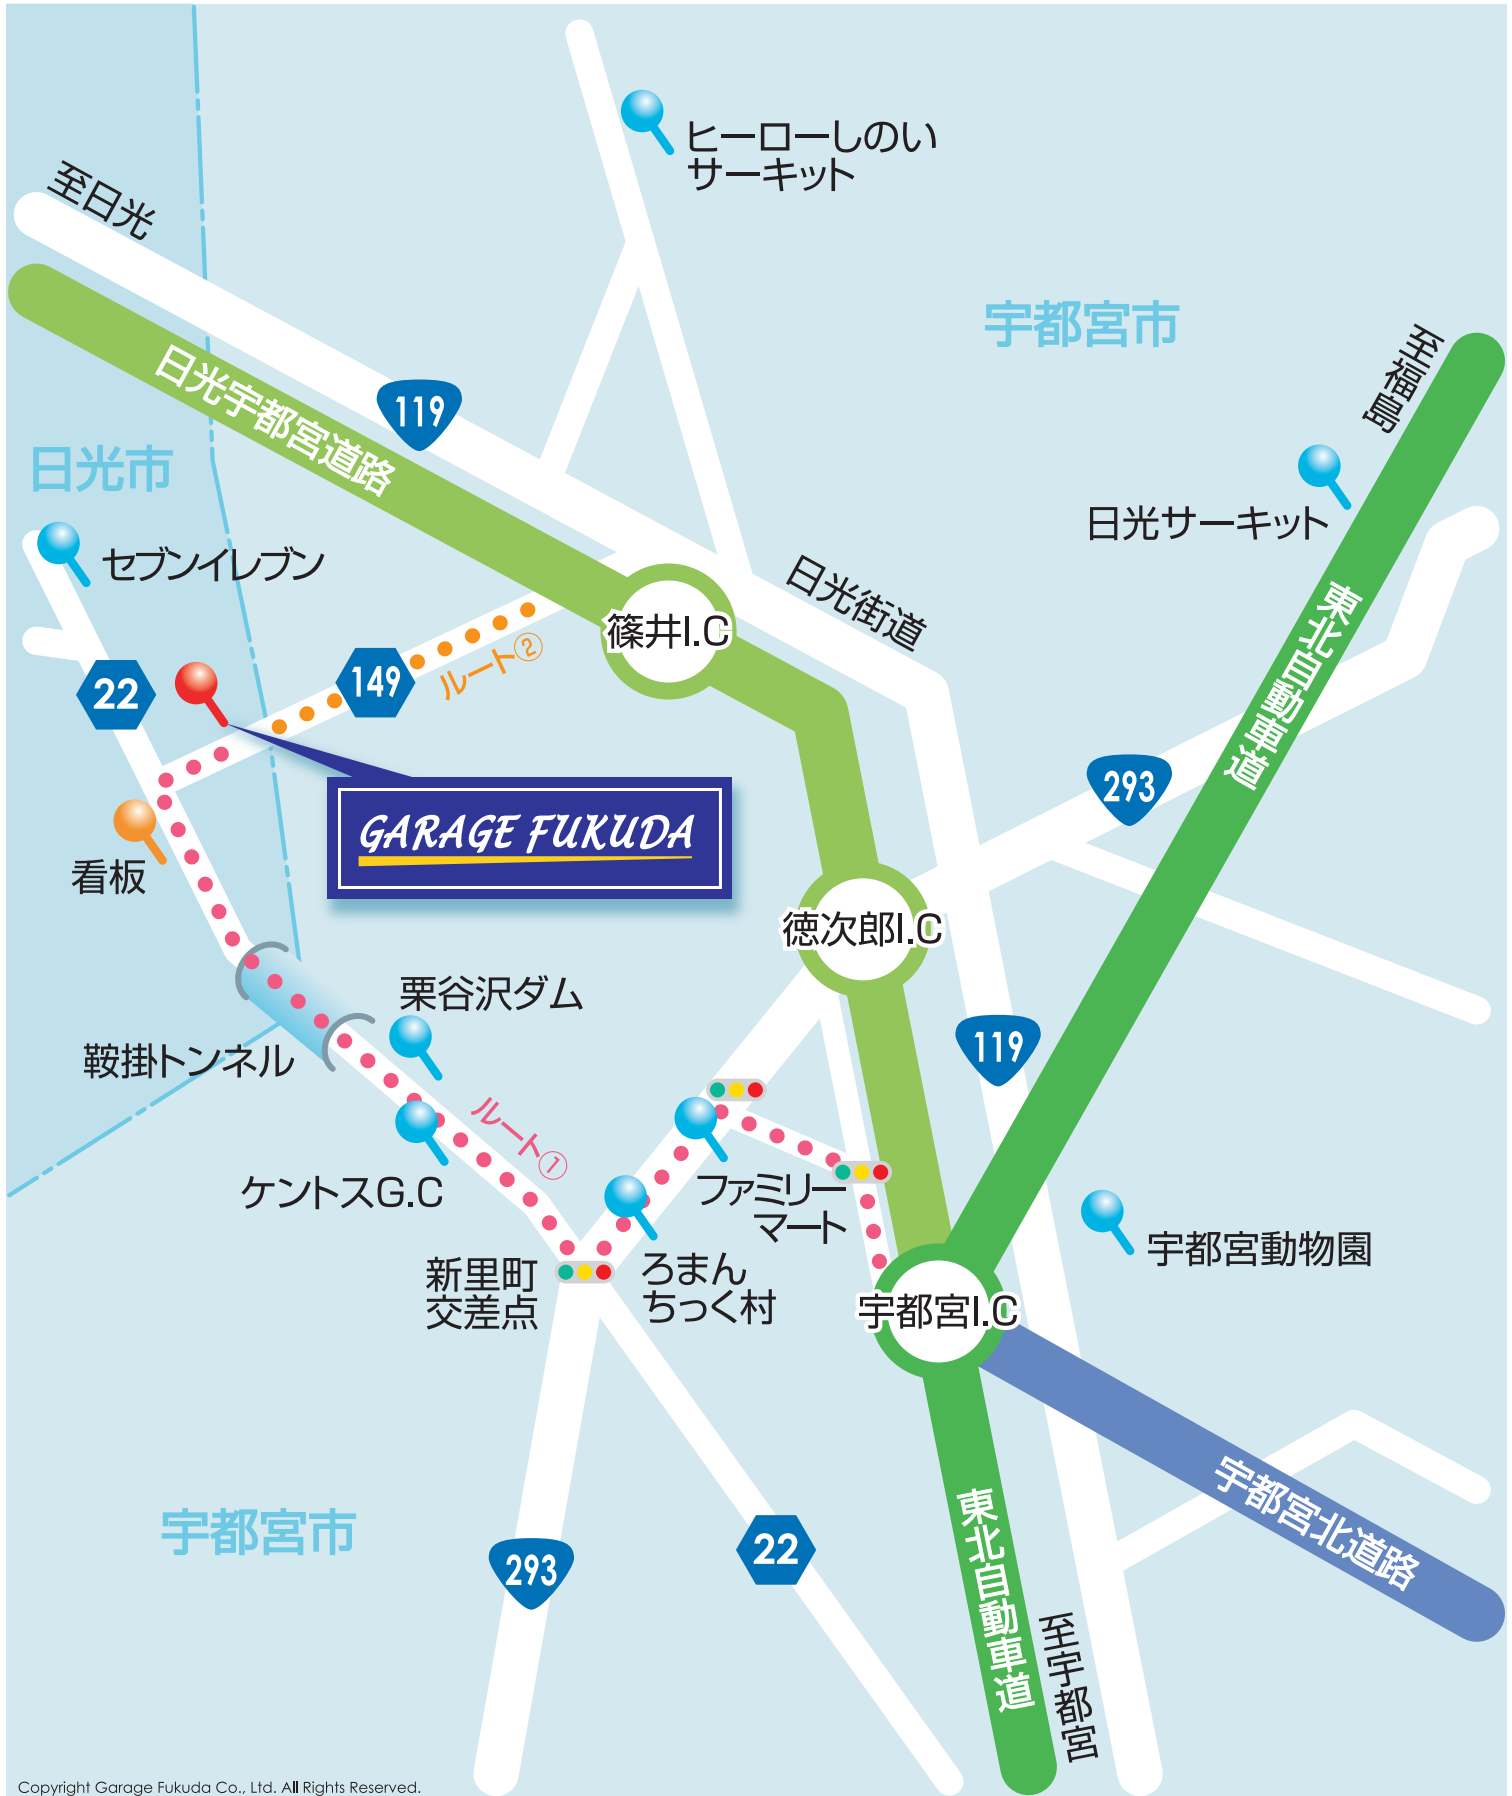 ヒーローしのい
サーキット
至日光
宇都宮市
至福島
日光宇都宮道路
119
日光市
日光サーキット
セブンイレブン
日光街道
東北自動車道
篠井I.C
ルート②
149
22
293
GARAGE FUKUDA
看板
徳次郎I.C
栗谷沢ダム
119
鞍掛トンネル
ルート①
ケントスG.C
ファミリー
マート
宇都宮動物園
新里町
交差点
ろまん
ちっく村
宇都宮I.C
宇都宮北道路
宇都宮市
293
22
東北自動車道
至宇都宮
Copyright Garage Fukuda Co., Ltd. All Rights Reserved.